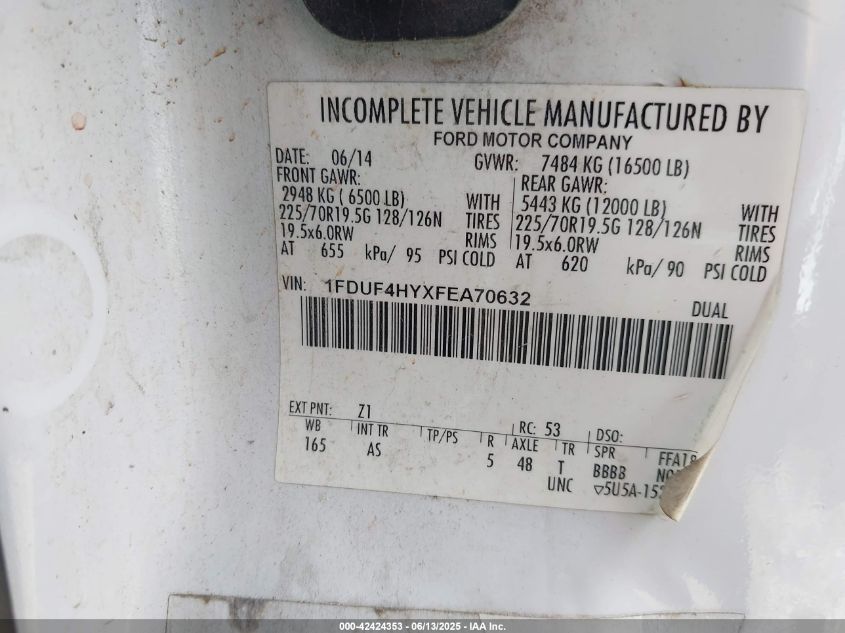 INCOMPLETE VEHICLE MANUFACTURED BY
FORD MOTOR COMPANY
DATE: 06/14 GVWR: 7484 KG (16500 LB)
FRONT GAWR: REAR GAWR:
2948 KG ( 6500 LB) WITH 5443 KG (12000 LB) WITH
225/70R19.5G 128/126N TIRES 225/70R19.5G 128/126N TIRES
19.5x6.0RW RIMS 19.5x6.0RW RIMS
AT 655 kPa/ 95 PSI COLD AT 620 kPa/ 90 PSI COLD
VIN: 1FDUF4HYXFEA70632 DUAL
EXT PNT: Z1 RC: 53 DSO:
WB INT TR TP/PS R AXLE TR SPR FFA18
165 AS 5 48 T BBBB
UNC ▽5U5A-15
000-42424353 - 06/13/2025 - IAA Inc.